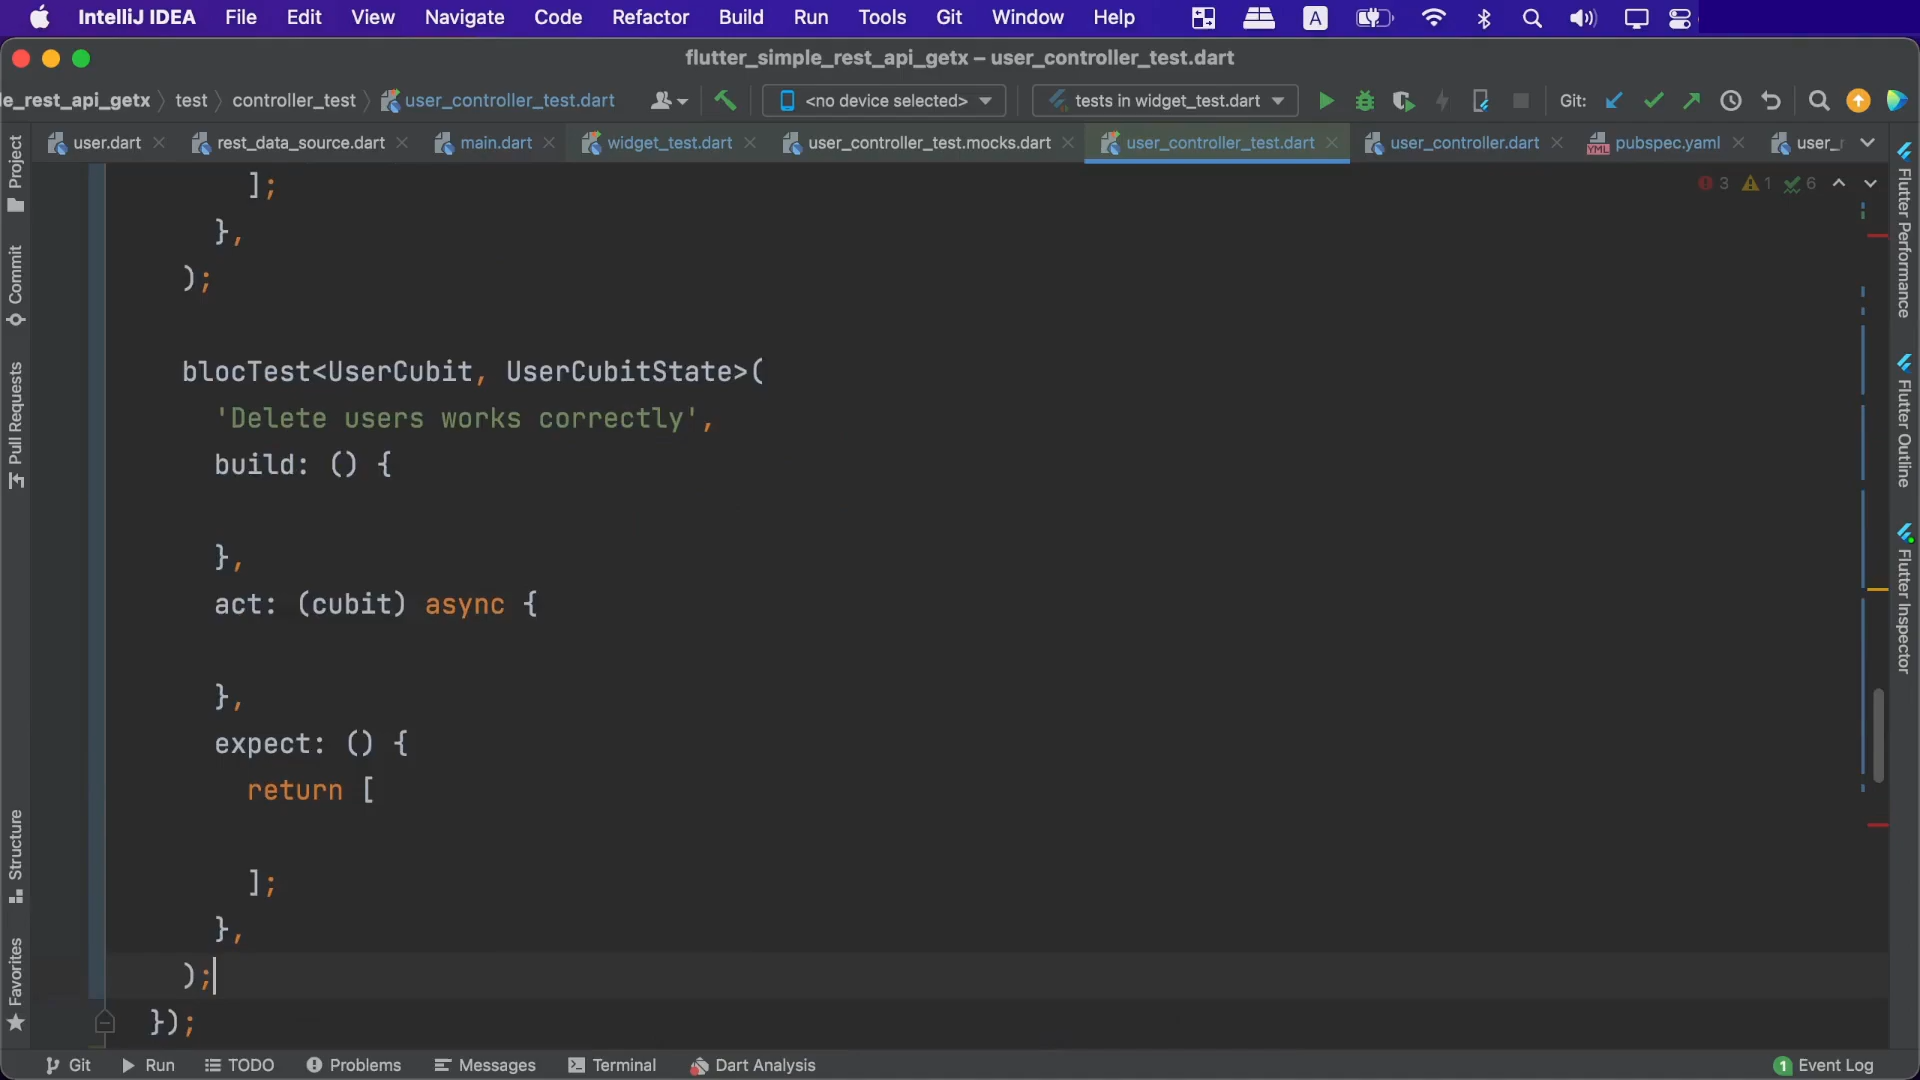 IntelliJ IDEA File Edit View Navigate Code Refactor Build Run Tools Git Window Help A
flutter_simple_rest_api_getx – user_controller_test.dart
le_rest_api_getx test controller_test user_controller_test.dart <no device selected> tests in widget_test.dart Git:
user.dart rest_data_source.dart main.dart widget_test.dart user_controller_test.mocks.dart user_controller_test.dart user_controller.dart YML pubspec.yaml user_r
3 1 6
Project
Commit
Pull Requests
Structure
Favorites
];
},
);
blocTest<UserCubit, UserCubitState>(
'Delete users works correctly',
build: () {
},
act: (cubit) async {
},
expect: () {
return [
];
},
);
});
Flutter Performance
Flutter Outline
Flutter Inspector
Git Run TODO Problems Messages Terminal Dart Analysis 1 Event Log